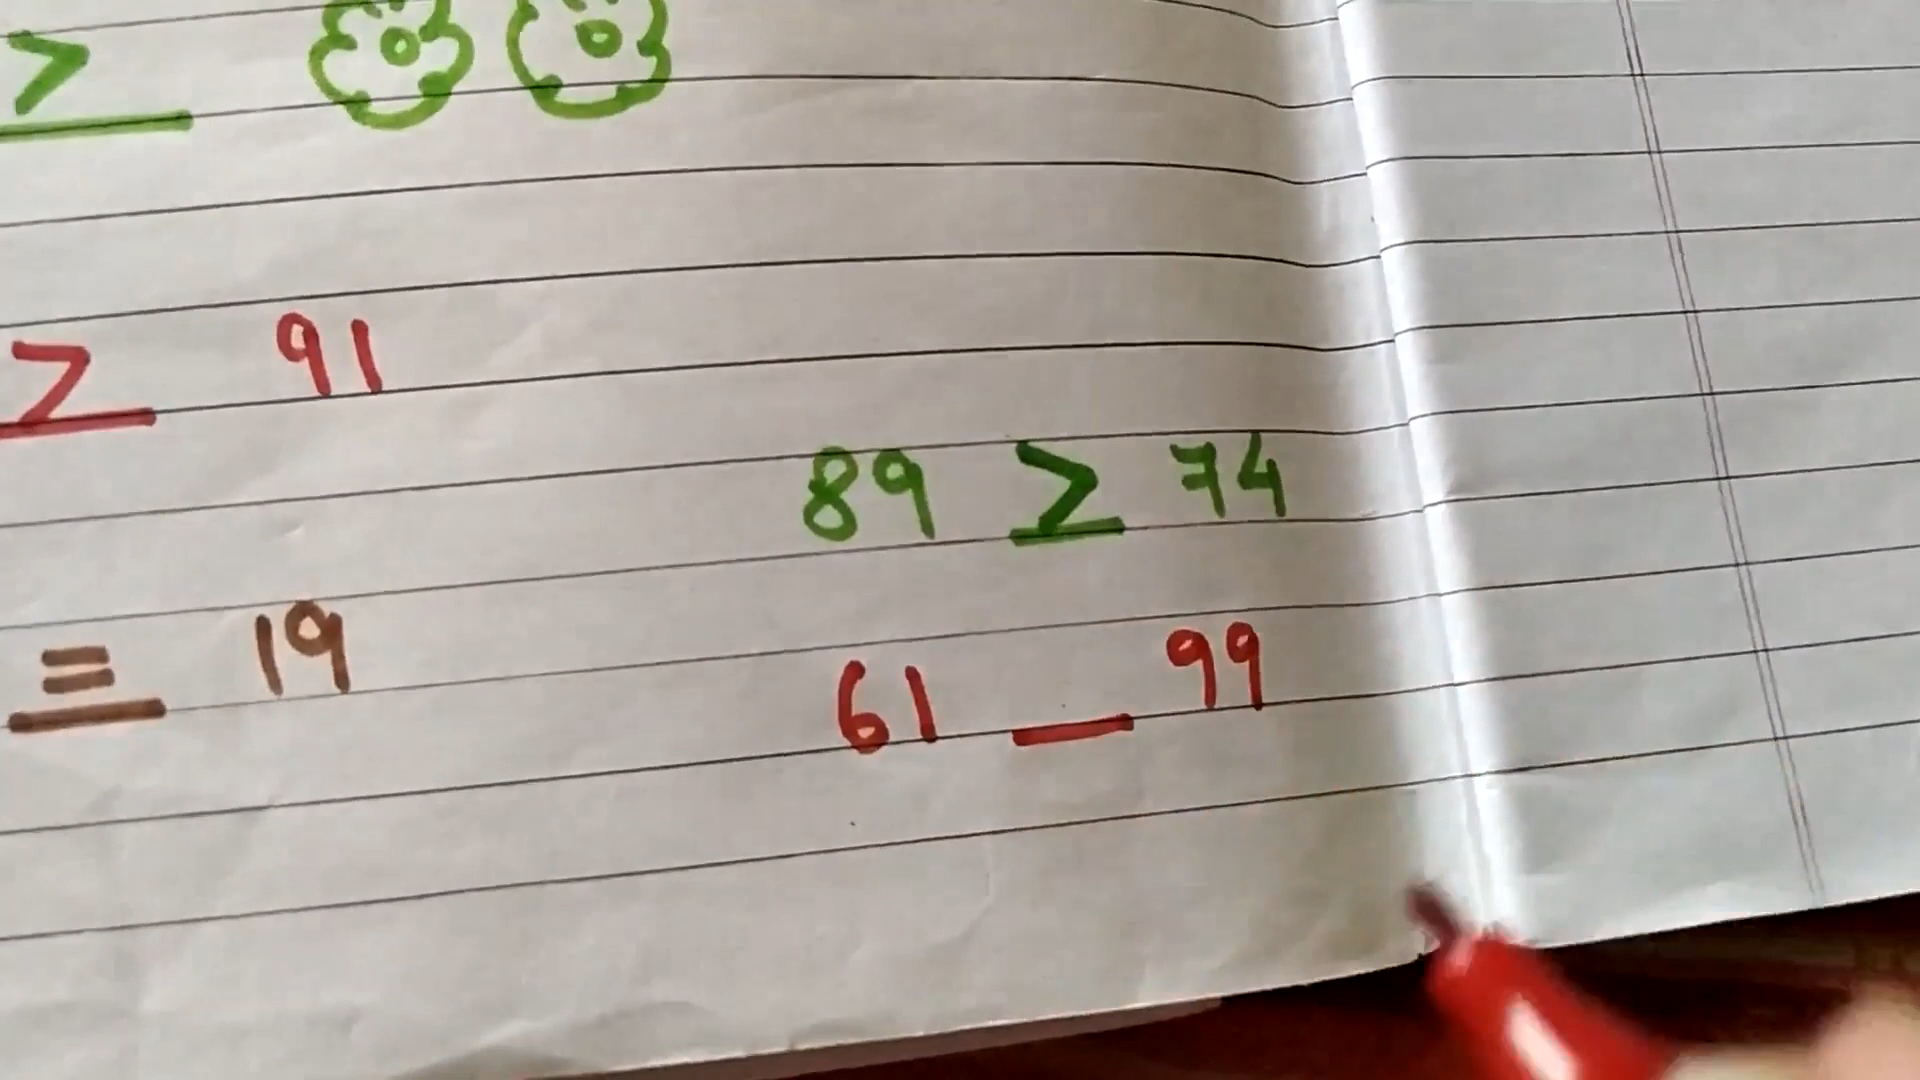 >
> 91
89 > 74
= 19
61 _ 99